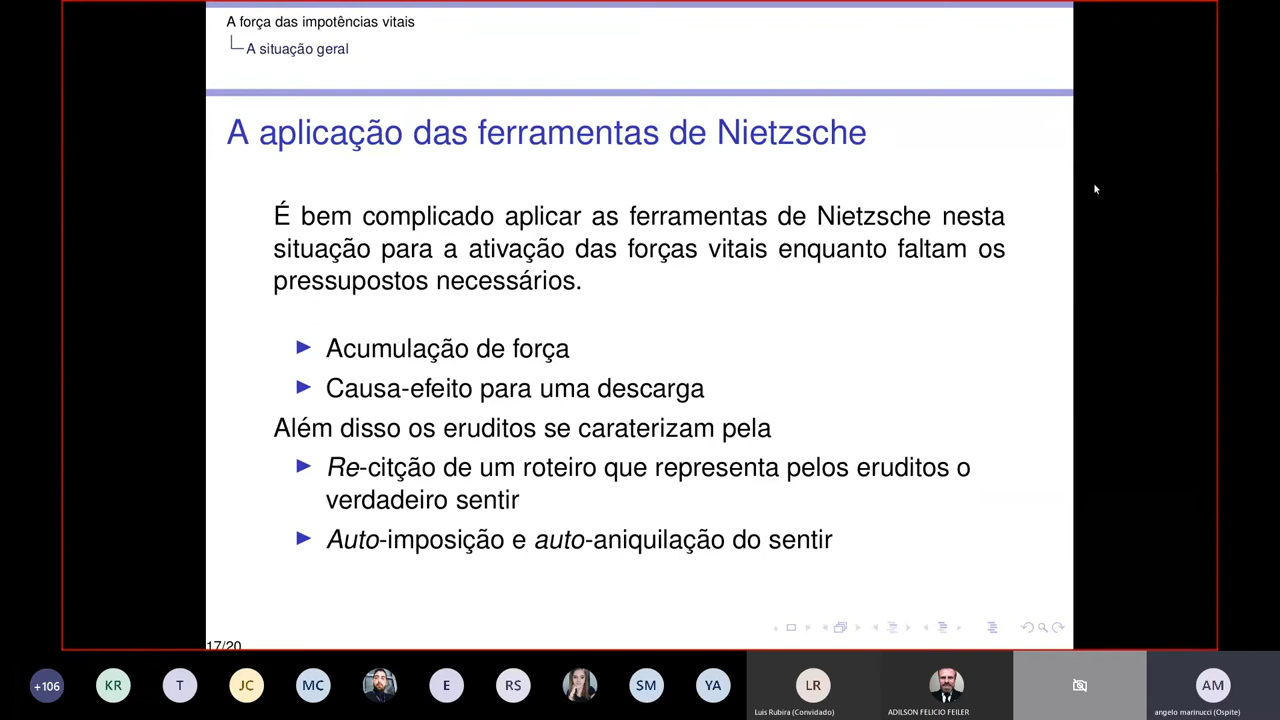 A força das impotências vitais
A situação geral
A aplicação das ferramentas de Nietzsche
É bem complicado aplicar as ferramentas de Nietzsche nesta
situação para a ativação das forças vitais enquanto faltam os
pressupostos necessários.
Acumulação de força
Causa-efeito para uma descarga
Além disso os eruditos se caraterizam pela
Re-citção de um roteiro que representa pelos eruditos o
verdadeiro sentir
Auto-imposição e auto-aniquilação do sentir
17/20
+106 KR T JC MC E RS SM YA LR AM
Luis Rubira (Convidado) ADILSON FELICIO FEILER angelo marinucci (Ospite)